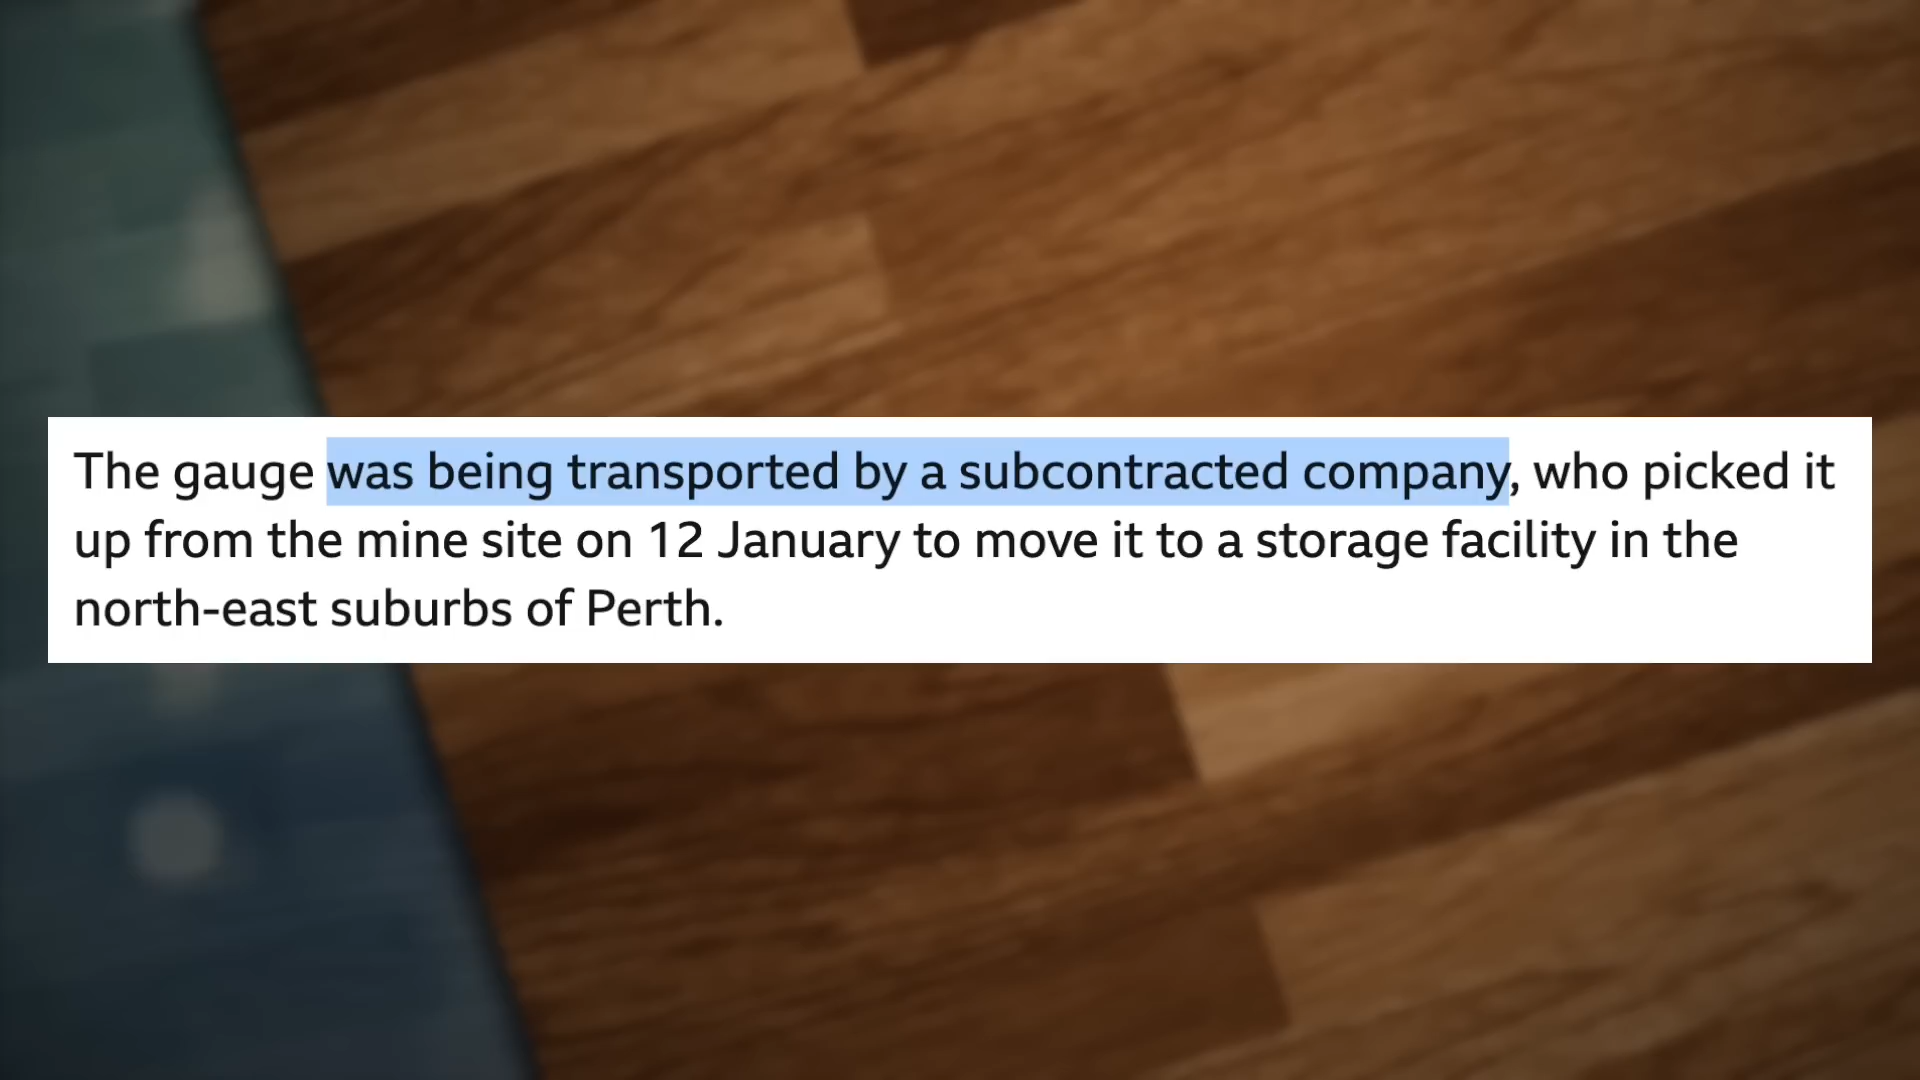 The gauge was being transported by a subcontracted company, who picked it
up from the mine site on 12 January to move it to a storage facility in the
north-east suburbs of Perth.